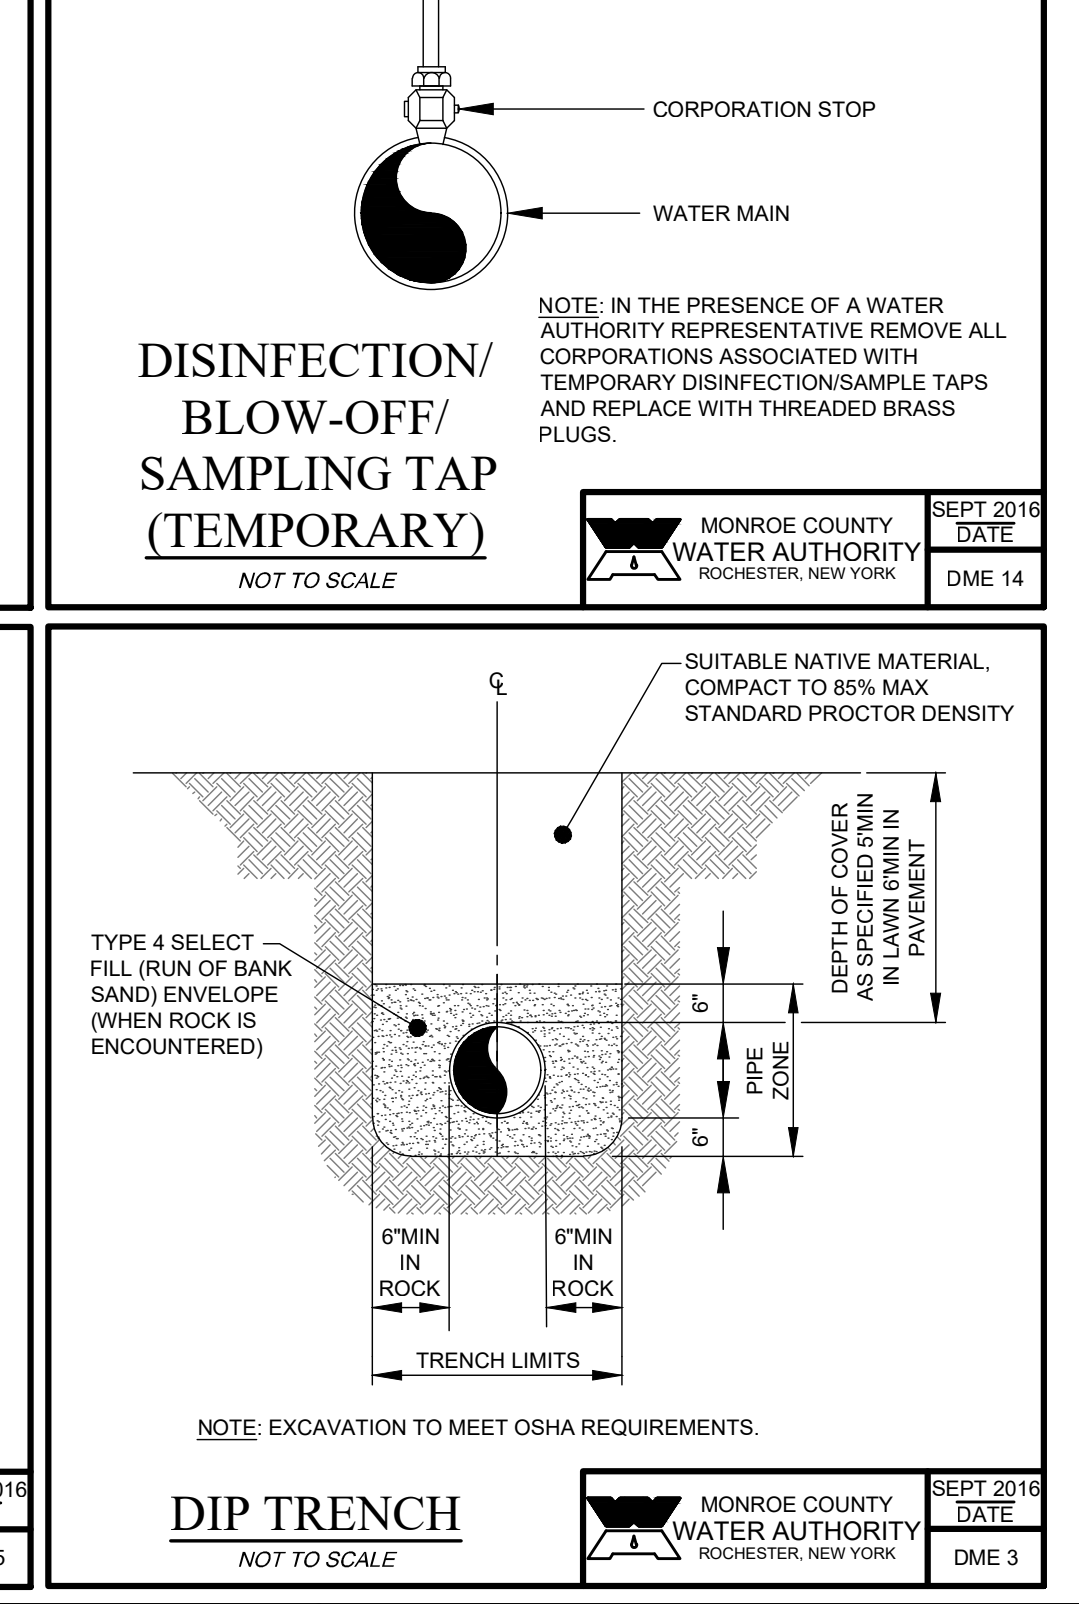 CORPORATION STOP
WATER MAIN
NOTE: IN THE PRESENCE OF A WATER
AUTHORITY REPRESENTATIVE REMOVE ALL
CORPORATIONS ASSOCIATED WITH
TEMPORARY DISINFECTION/SAMPLE TAPS
AND REPLACE WITH THREADED BRASS
PLUGS.
DISINFECTION/
BLOW-OFF/
SAMPLING TAP
(TEMPORARY)
NOT TO SCALE
MONROE COUNTY
WATER AUTHORITY
ROCHESTER, NEW YORK
SEPT 2016
DATE
DME 14
℄
SUITABLE NATIVE MATERIAL,
COMPACT TO 85% MAX
STANDARD PROCTOR DENSITY
DEPTH OF COVER
AS SPECIFIED 5'MIN
IN LAWN 6'MIN IN
PAVEMENT
TYPE 4 SELECT
FILL (RUN OF BANK
SAND) ENVELOPE
(WHEN ROCK IS
ENCOUNTERED)
6"
PIPE
ZONE
6"
6"MIN
IN
ROCK
6"MIN
IN
ROCK
TRENCH LIMITS
NOTE: EXCAVATION TO MEET OSHA REQUIREMENTS.
016
5
DIP TRENCH
NOT TO SCALE
MONROE COUNTY
WATER AUTHORITY
ROCHESTER, NEW YORK
SEPT 2016
DATE
DME 3